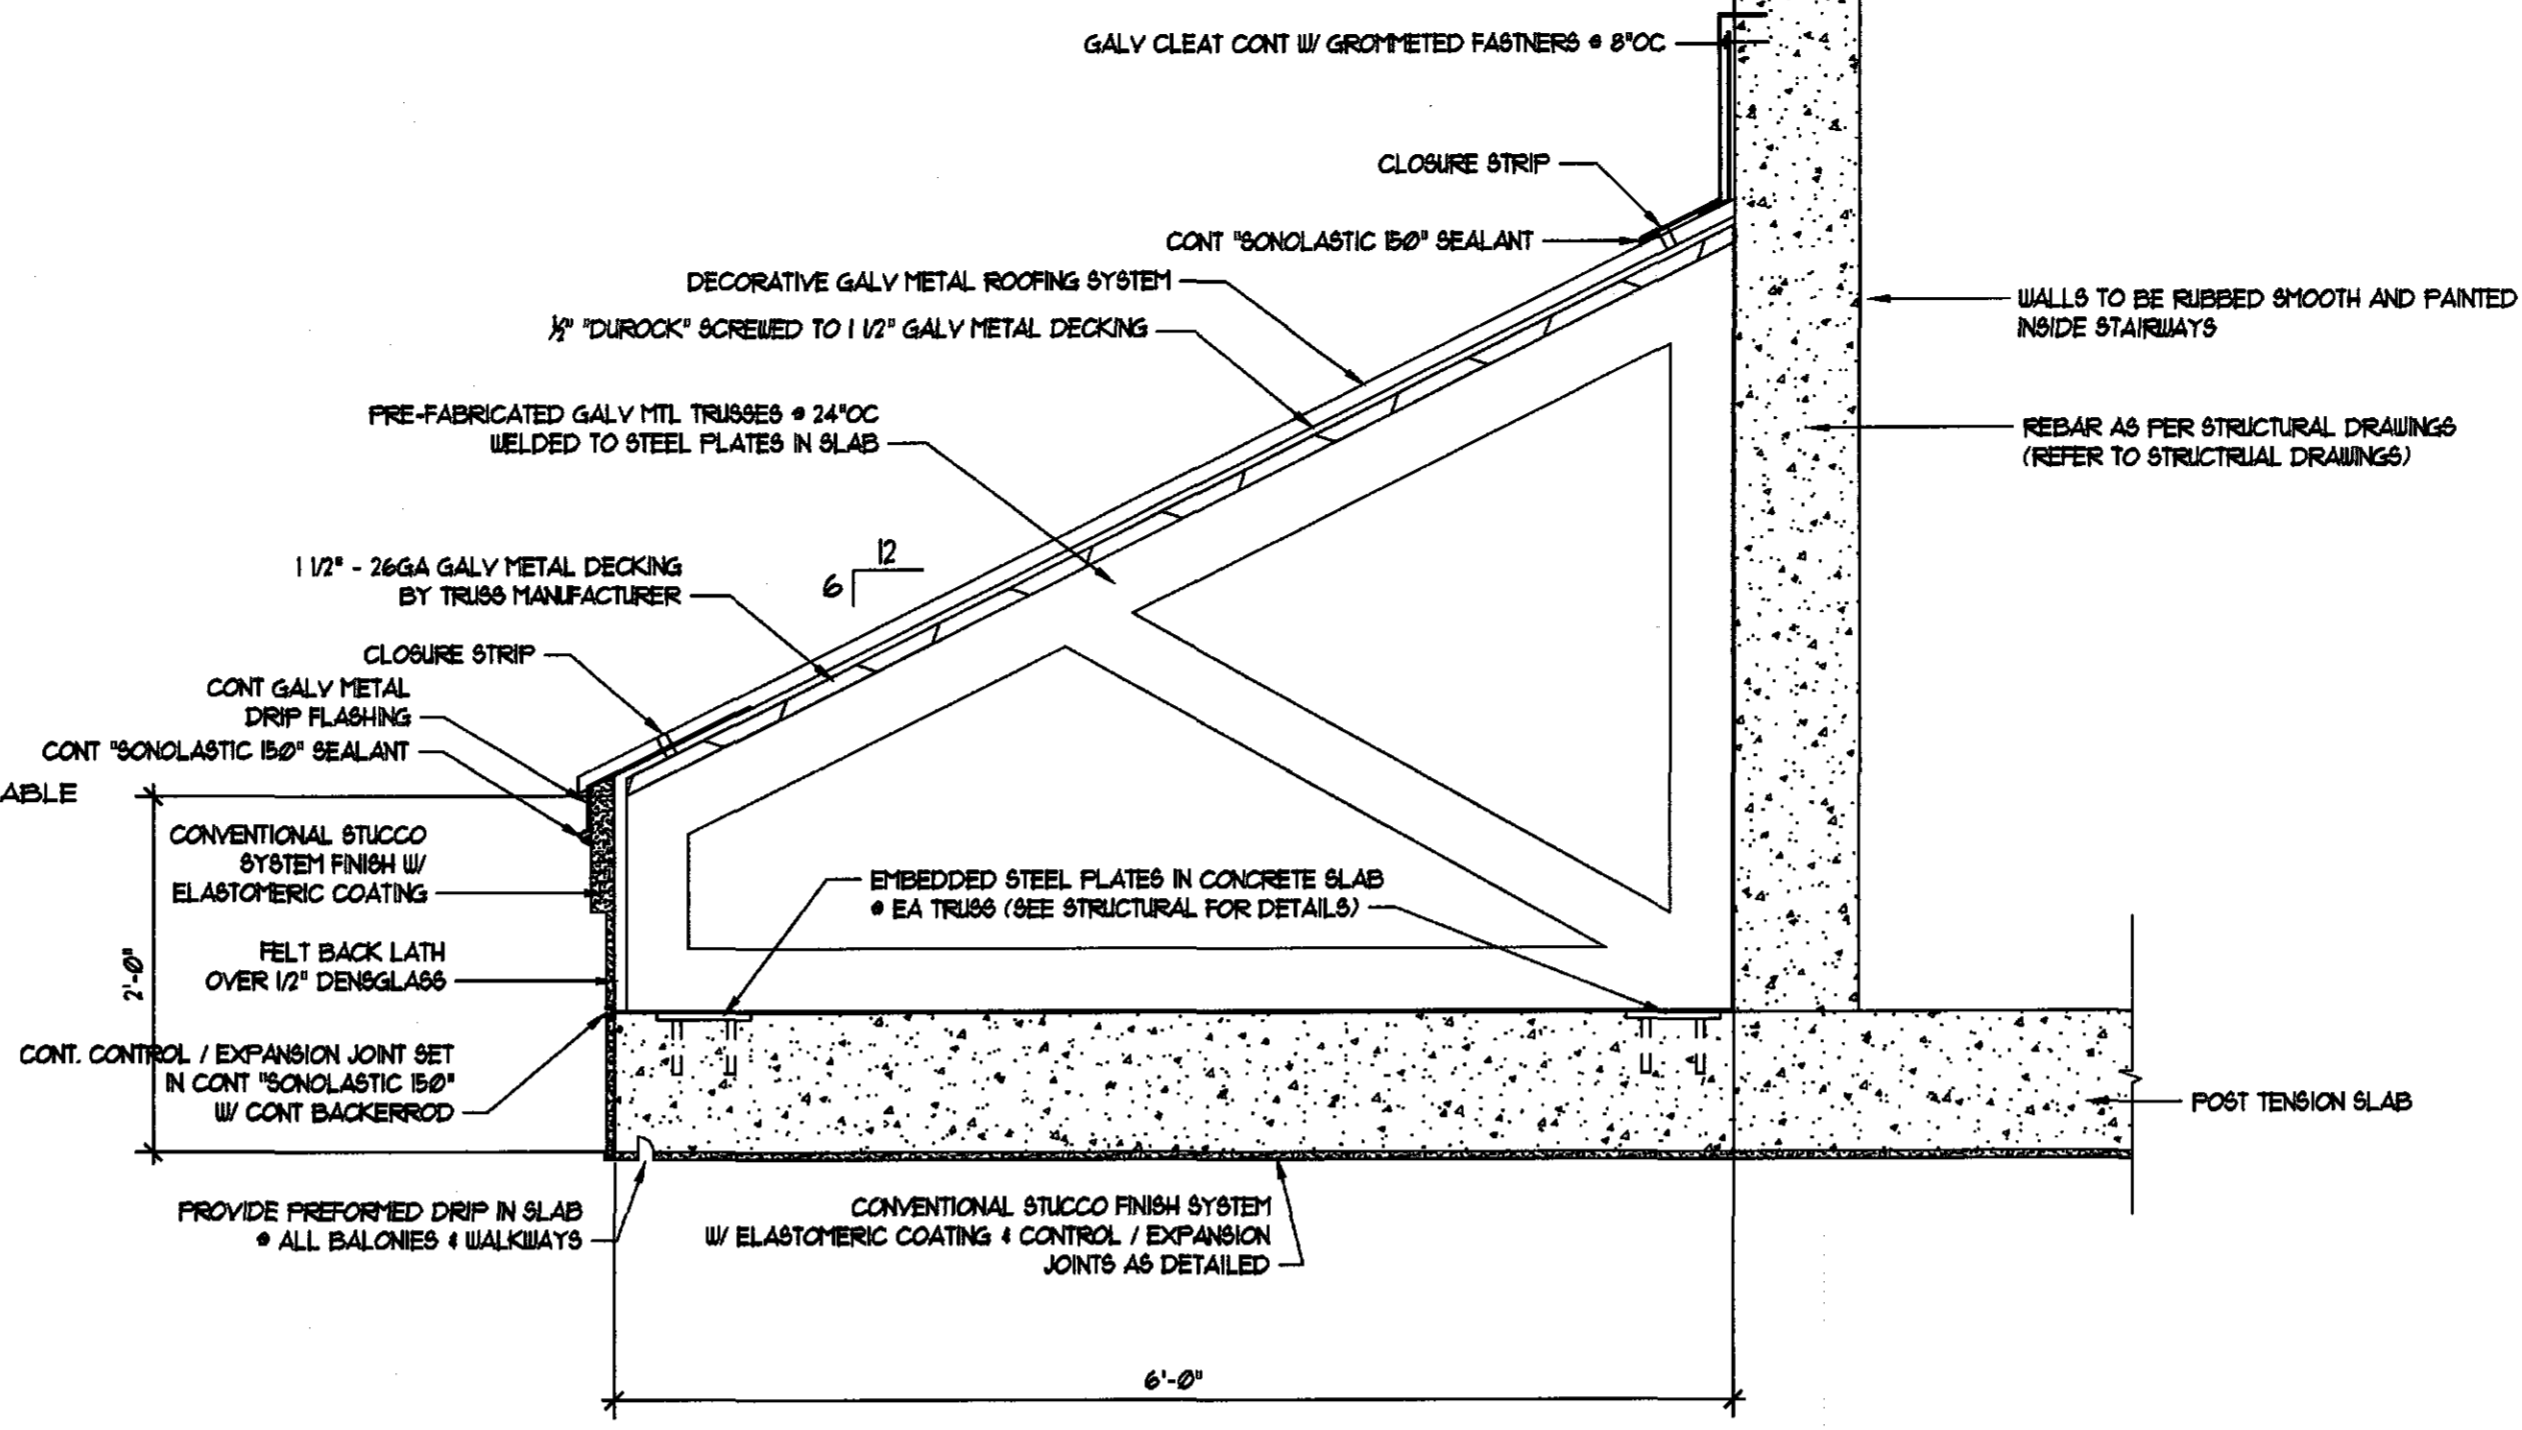 GALV CLEAT CONT W/ GROMMETED FASTNERS @ 8"OC
CLOSURE STRIP
CONT "SONOLASTIC 150" SEALANT
DECORATIVE GALV METAL ROOFING SYSTEM
½" "DUROCK" SCREWED TO 1 1/2" GALV METAL DECKING
WALLS TO BE RUBBED SMOOTH AND PAINTED
INSIDE STAIRWAYS
PRE-FABRICATED GALV MTL TRUSSES @ 24"OC
WELDED TO STEEL PLATES IN SLAB
REBAR AS PER STRUCTURAL DRAWINGS
(REFER TO STRUCTRUAL DRAWINGS)
12
6
1 1/2" - 26GA GALV METAL DECKING
BY TRUSS MANUFACTURER
CLOSURE STRIP
CONT GALV METAL
DRIP FLASHING
CONT "SONOLASTIC 150" SEALANT
ABLE
CONVENTIONAL STUCCO
SYSTEM FINISH W/
ELASTOMERIC COATING
EMBEDDED STEEL PLATES IN CONCRETE SLAB
@ EA TRUSS (SEE STRUCTURAL FOR DETAILS)
FELT BACK LATH
OVER 1/2" DENSGLASS
2'-0"
CONT. CONTROL / EXPANSION JOINT SET
IN CONT "SONOLASTIC 150"
W/ CONT BACKERROD
POST TENSION SLAB
PROVIDE PREFORMED DRIP IN SLAB
@ ALL BALONIES & WALKWAYS
CONVENTIONAL STUCCO FINISH SYSTEM
W/ ELASTOMERIC COATING & CONTROL / EXPANSION
JOINTS AS DETAILED
6'-0"